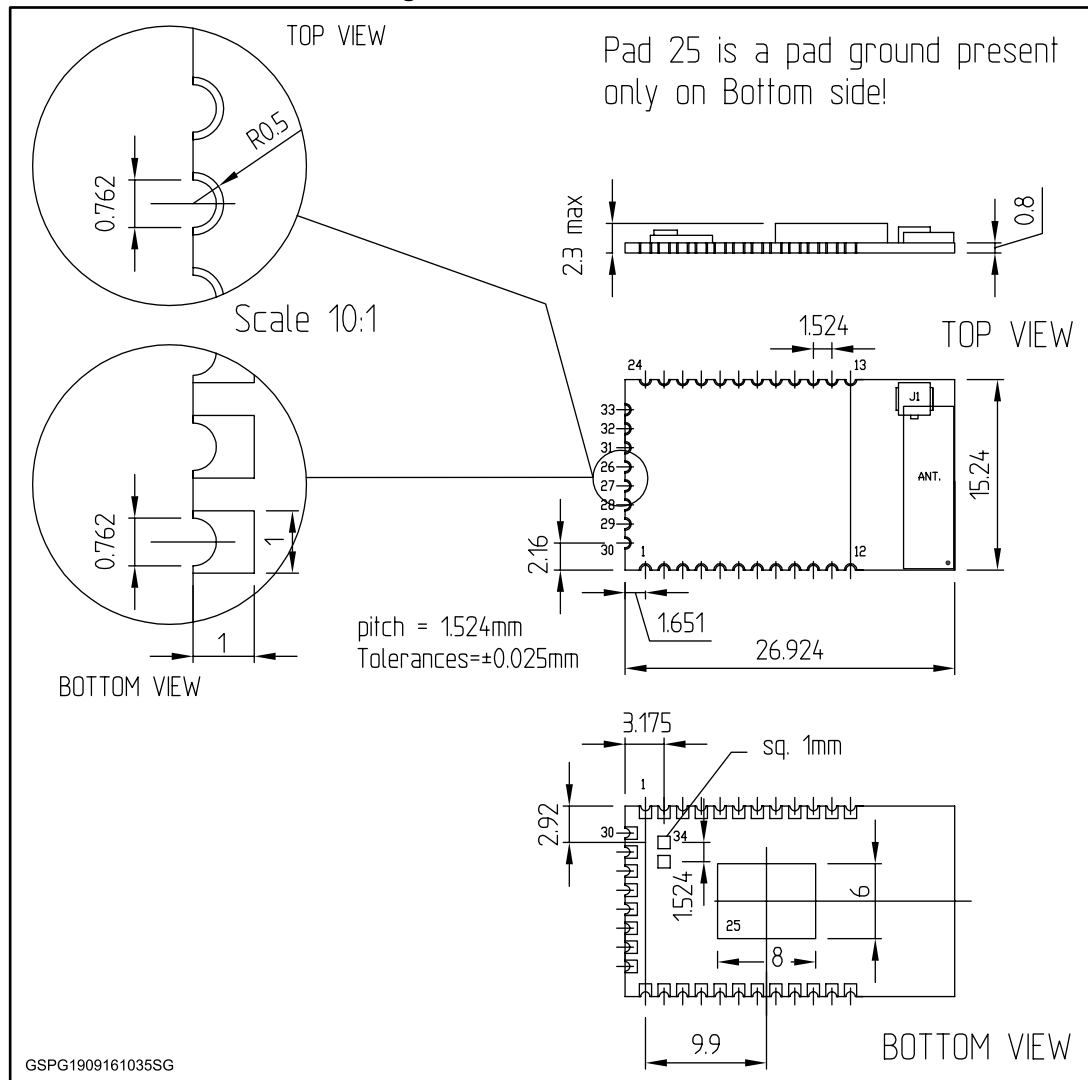 TOP VIEW
Pad 25 is a pad ground present
only on Bottom side!
R0.5
0.762
2.3 max
0.8
Scale 10:1
1.524
TOP VIEW
24
13
J1
33
32
31
26
27
28
29
30
ANT.
15.24
0.762
1
1
2.16
1
12
1.651
pitch = 1.524mm
Tolerances=±0.025mm
26.924
BOTTOM VIEW
3.175
sq. 1mm
1
2.92
30
34
1.524
6
25
8
9.9
BOTTOM VIEW
GSPG1909161035SG